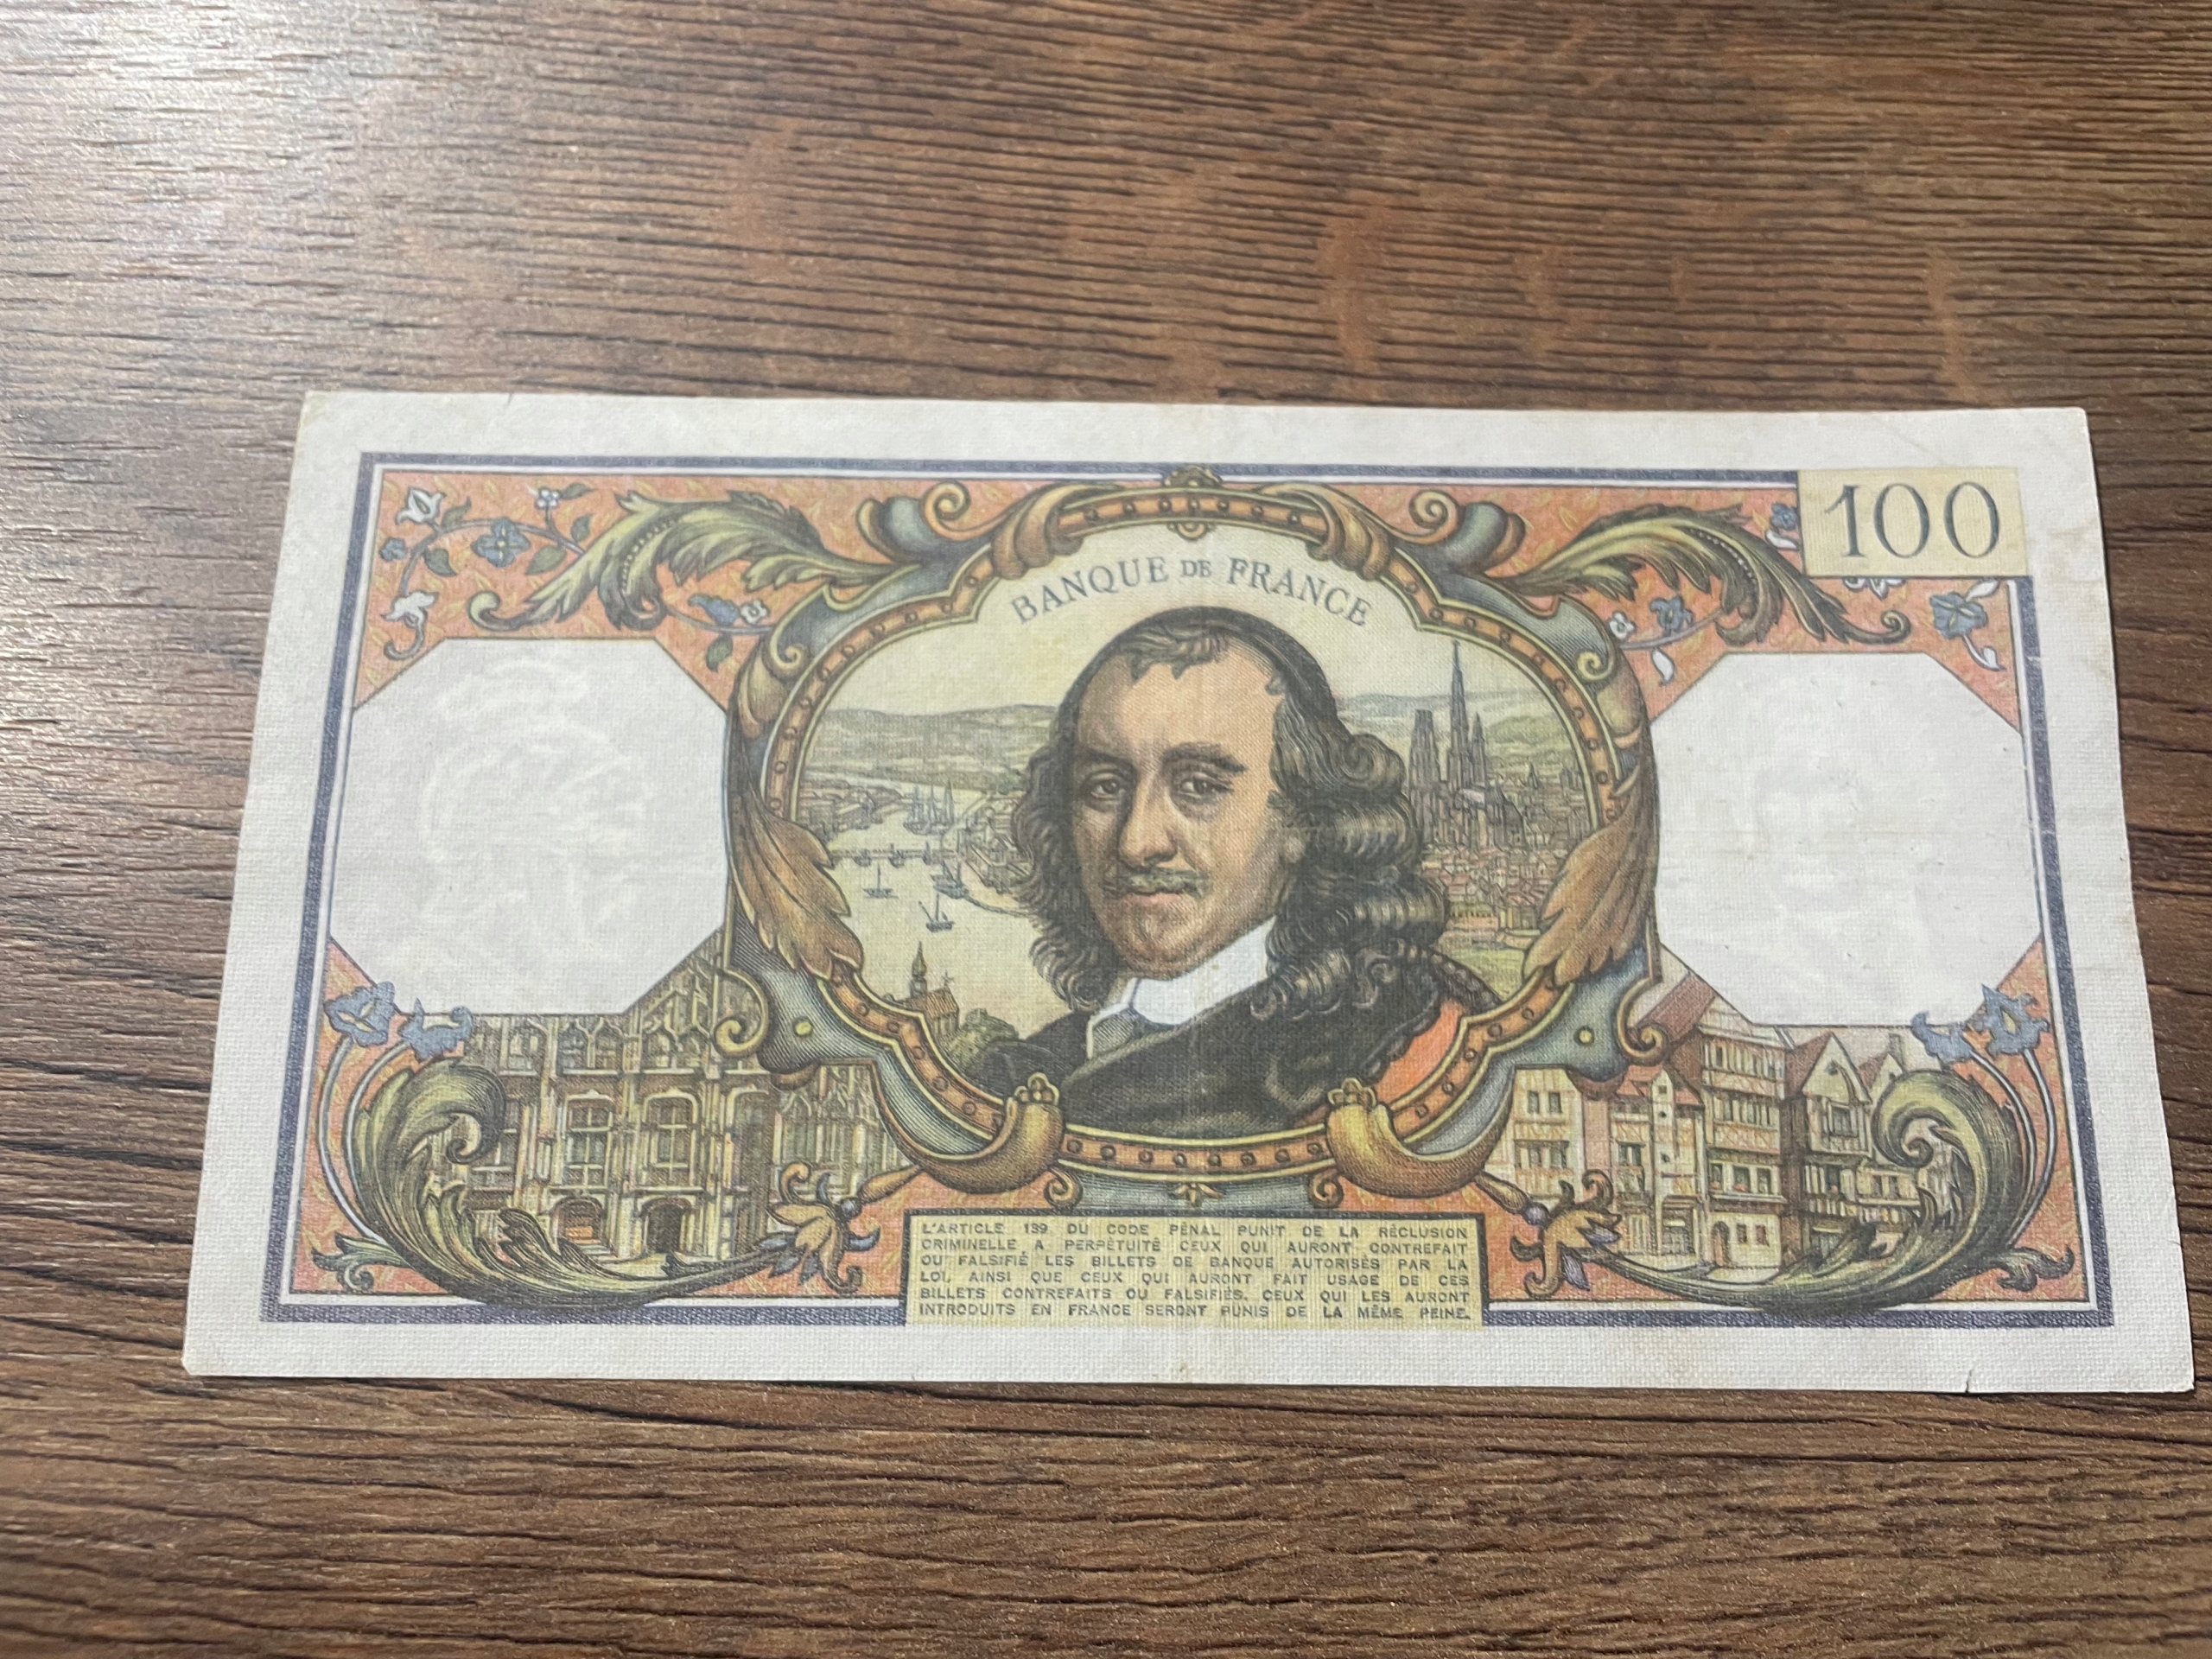 100
BANQUE DE FRANCE
L'ARTICLE 139 DU CODE PÉNAL PUNIT DE LA RÉCLUSION
CRIMINELLE A PERPÉTUITÉ CEUX QUI AURONT CONTREFAIT
OU FALSIFIÉ LES BILLETS DE BANQUE AUTORISÉS PAR LA
LOI, AINSI QUE CEUX QUI AURONT FAIT USAGE DE CES
BILLETS CONTREFAITS OU FALSIFIÉS. CEUX QUI LES AURONT
INTRODUITS EN FRANCE SERONT PUNIS DE LA MÊME PEINE.